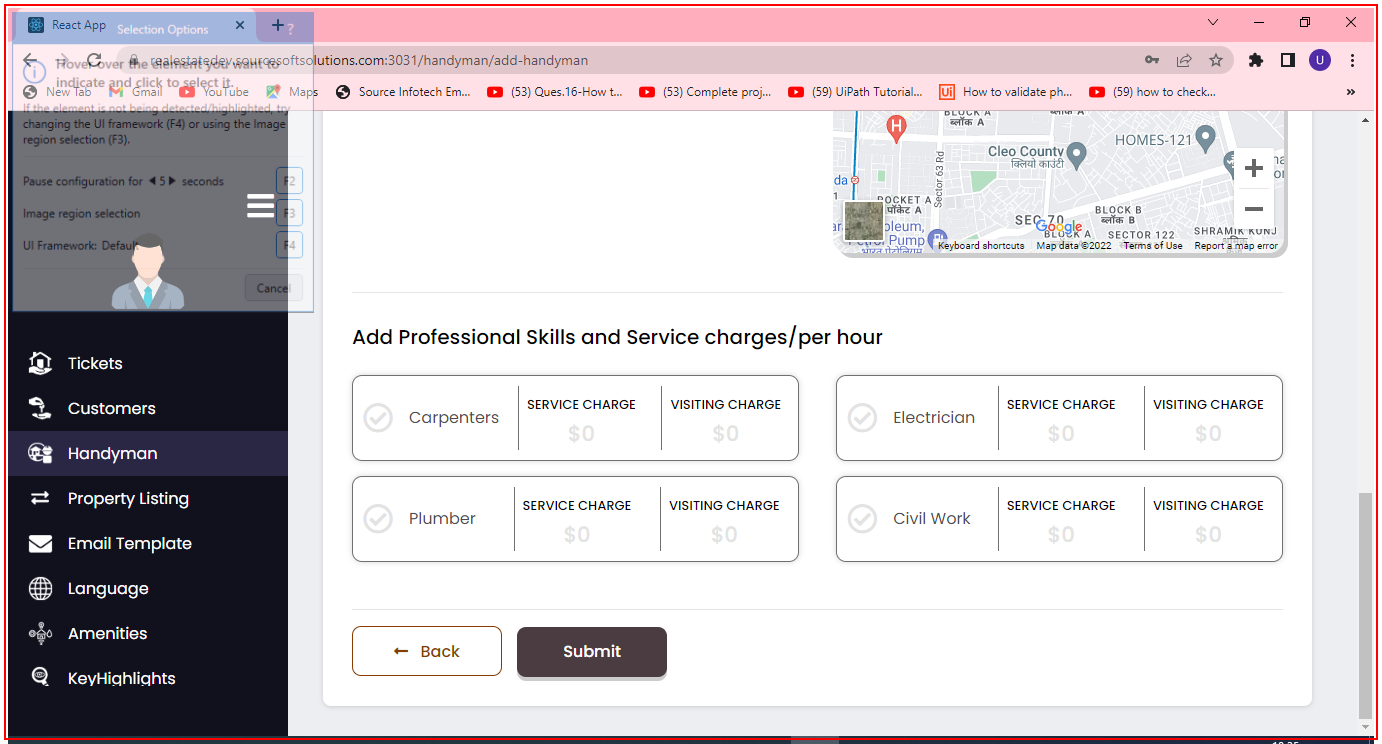 React App
Selection Options
?
realestatedev.sourcesoftsolutions.com:3031/handyman/add-handyman
U
Hover over the element you want to
indicate and click to select it.
New Tab
Gmail
YouTube
Maps
Source Infotech Em...
(53) Ques.16-How t...
(53) Complete proj...
(59) UiPath Tutorial...
Ui
How to validate ph...
(59) how to check...
»
If the element is not being detected/highlighted, try
changing the UI framework (F4) or using the Image
region selection (F3).
Pause configuration for 5 seconds
F2
Image region selection
F3
UI Framework: Default
F4
Cancel
BLOCK A
ब्लॉक A
H
HOMES-121
Cleo County
क्लियो काउंटी
Sector 63 Rd
POCKET A
पॉकेट A
SEC 70
BLOCK B
ब्लॉक B
Google
BLOCK A
SECTOR 122
SHRAMIK KUNJ
Petrol Pump
भारत पेट्रोलियम
Keyboard shortcuts
Map data ©2022
Terms of Use
Report a map error
Tickets
Customers
Handyman
Property Listing
Email Template
Language
Amenities
KeyHighlights
Add Professional Skills and Service charges/per hour
Carpenters
SERVICE CHARGE
$0
VISITING CHARGE
$0
Electrician
SERVICE CHARGE
$0
VISITING CHARGE
$0
Plumber
SERVICE CHARGE
$0
VISITING CHARGE
$0
Civil Work
SERVICE CHARGE
$0
VISITING CHARGE
$0
← Back
Submit